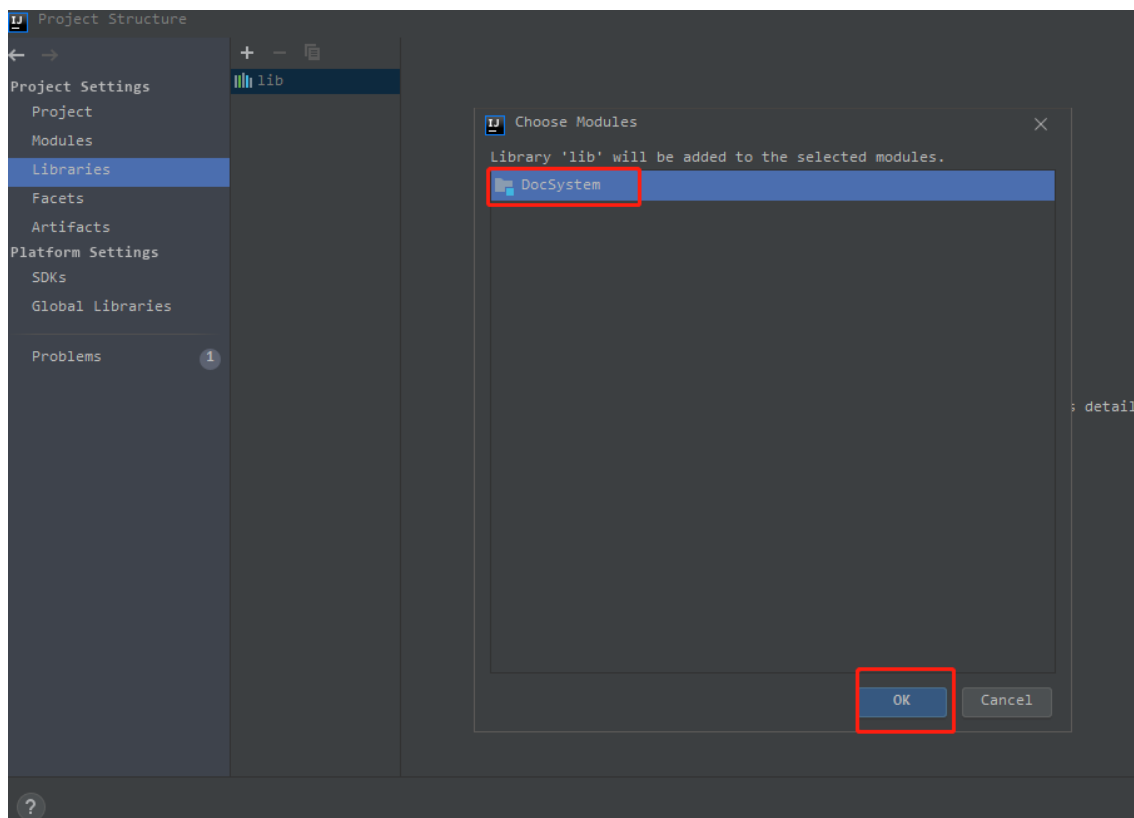 Project Structure
Project Settings
Project
Modules
Libraries
Facets
Artifacts
Platform Settings
SDKs
Global Libraries
Problems
1
lib
Choose Modules
Library 'lib' will be added to the selected modules.
DocSystem
s detail
OK
Cancel
?